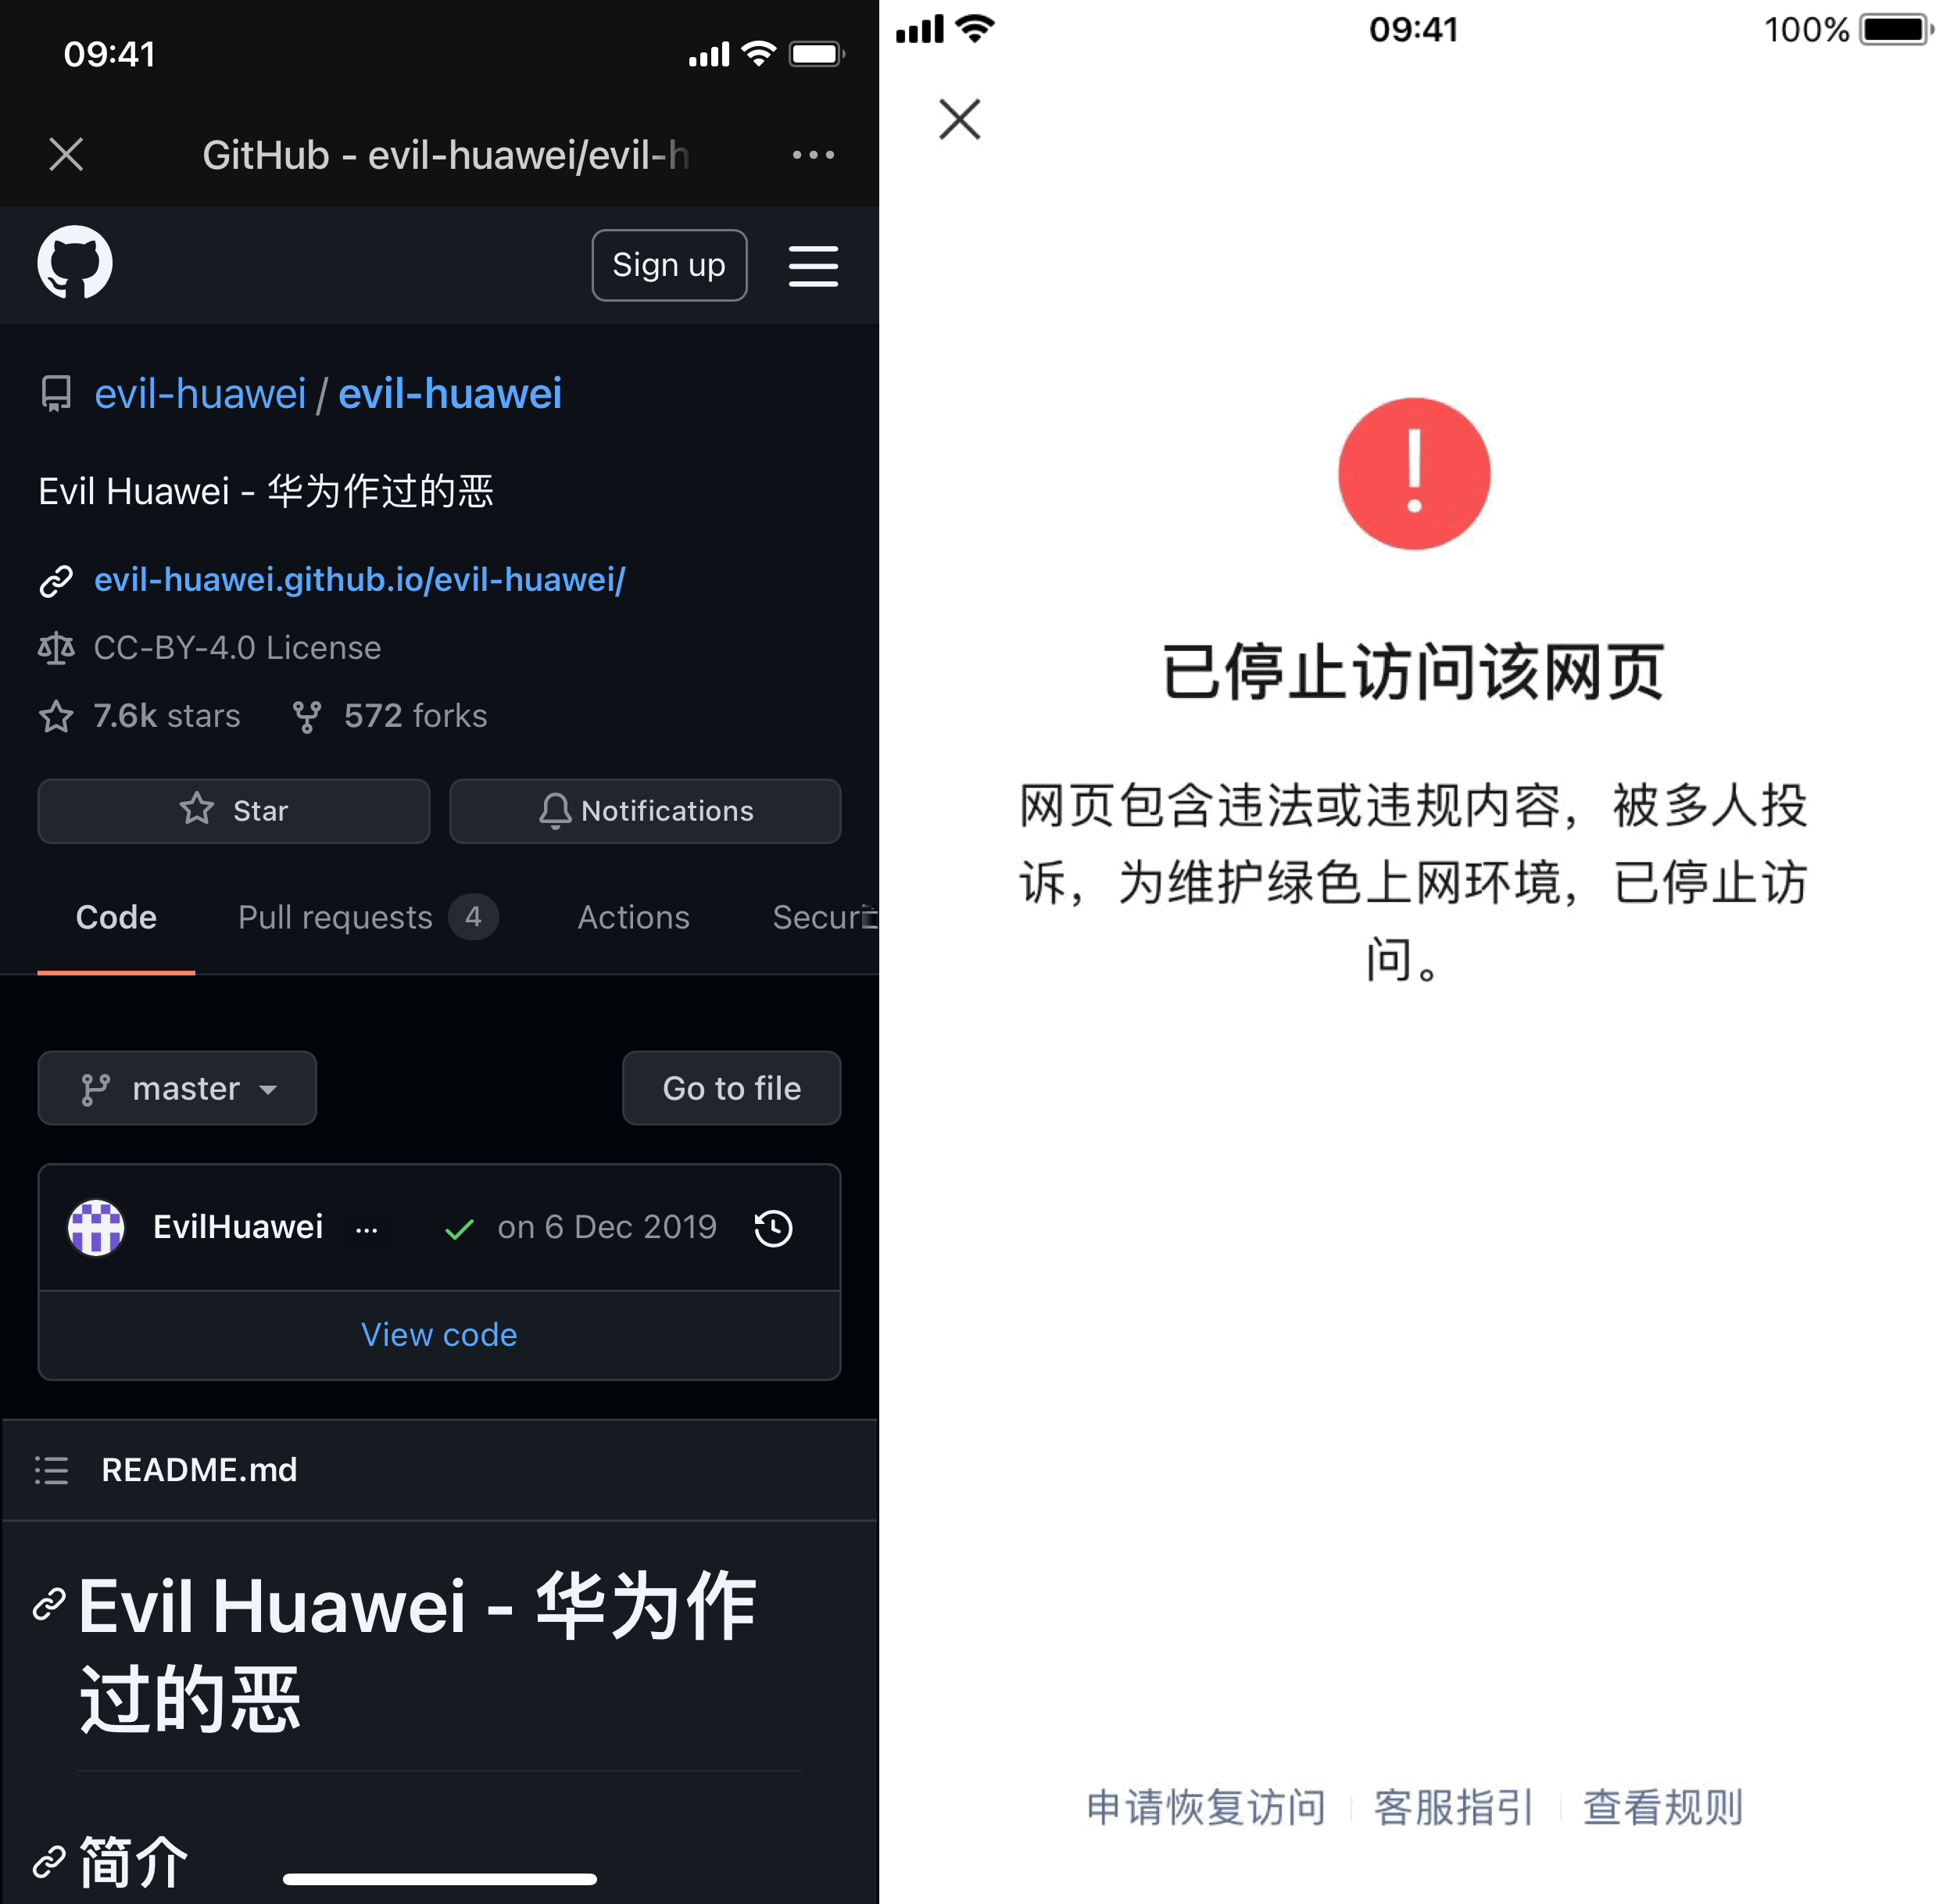 09:41
GitHub - evil-huawei/evil-h
Sign up
evil-huawei / evil-huawei
Evil Huawei - 华为作过的恶
evil-huawei.github.io/evil-huawei/
CC-BY-4.0 License
7.6k stars 572 forks
Star Notifications
Code Pull requests 4 Actions Securi
master Go to file
EvilHuawei ... on 6 Dec 2019
View code
README.md
Evil Huawei - 华为作
过的恶
简介
09:41 100%
已停止访问该网页
网页包含违法或违规内容，被多人投
诉，为维护绿色上网环境，已停止访
问。
申请恢复访问 客服指引 查看规则